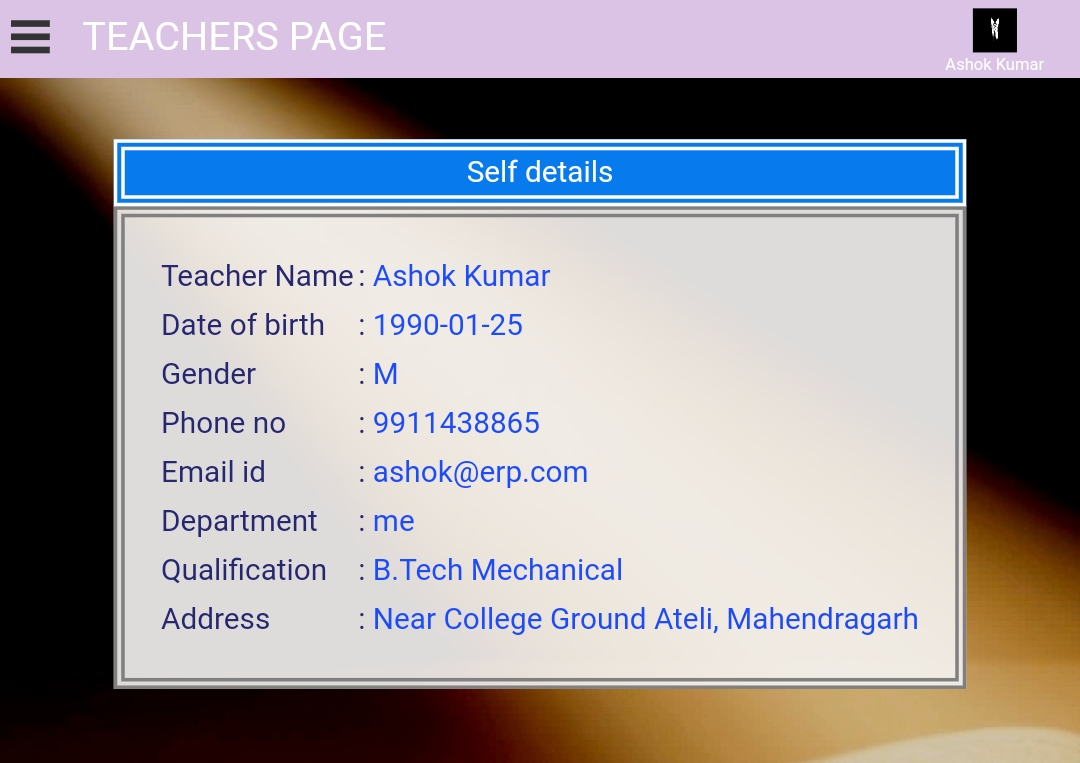 TEACHERS PAGE
Ashok Kumar
Self details
Teacher Name : Ashok Kumar
Date of birth : 1990-01-25
Gender : M
Phone no : 9911438865
Email id : ashok@erp.com
Department : me
Qualification : B.Tech Mechanical
Address : Near College Ground Ateli, Mahendragarh